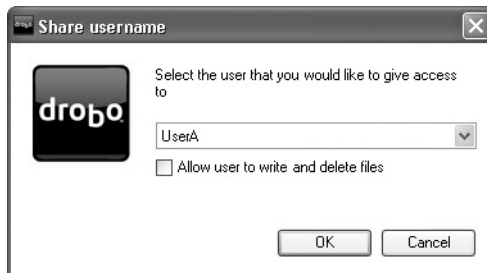 Share username
Select the user that you would like to give access
to
drobo
UserA
Allow user to write and delete files
OK
Cancel